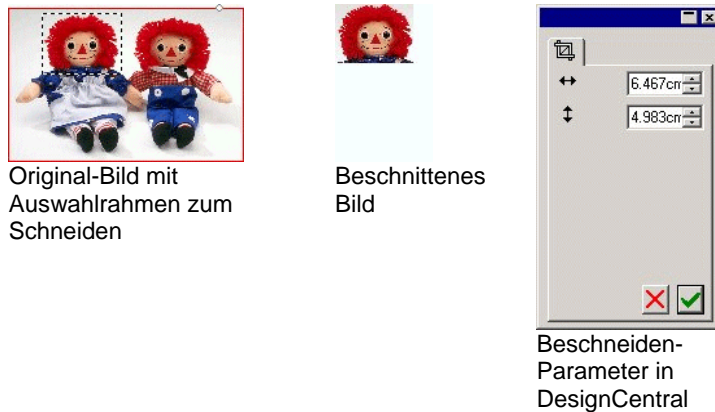 6.467cm
4.983cm
Original-Bild mit
Auswahlrahmen zum
Schneiden
Beschnittenes
Bild
Beschneiden-
Parameter in
DesignCentral